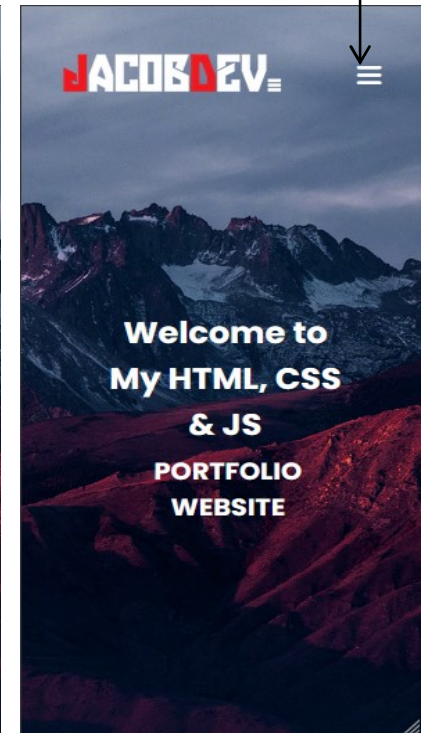 JACOBDEV
Welcome to
My HTML, CSS
& JS
PORTFOLIO
WEBSITE